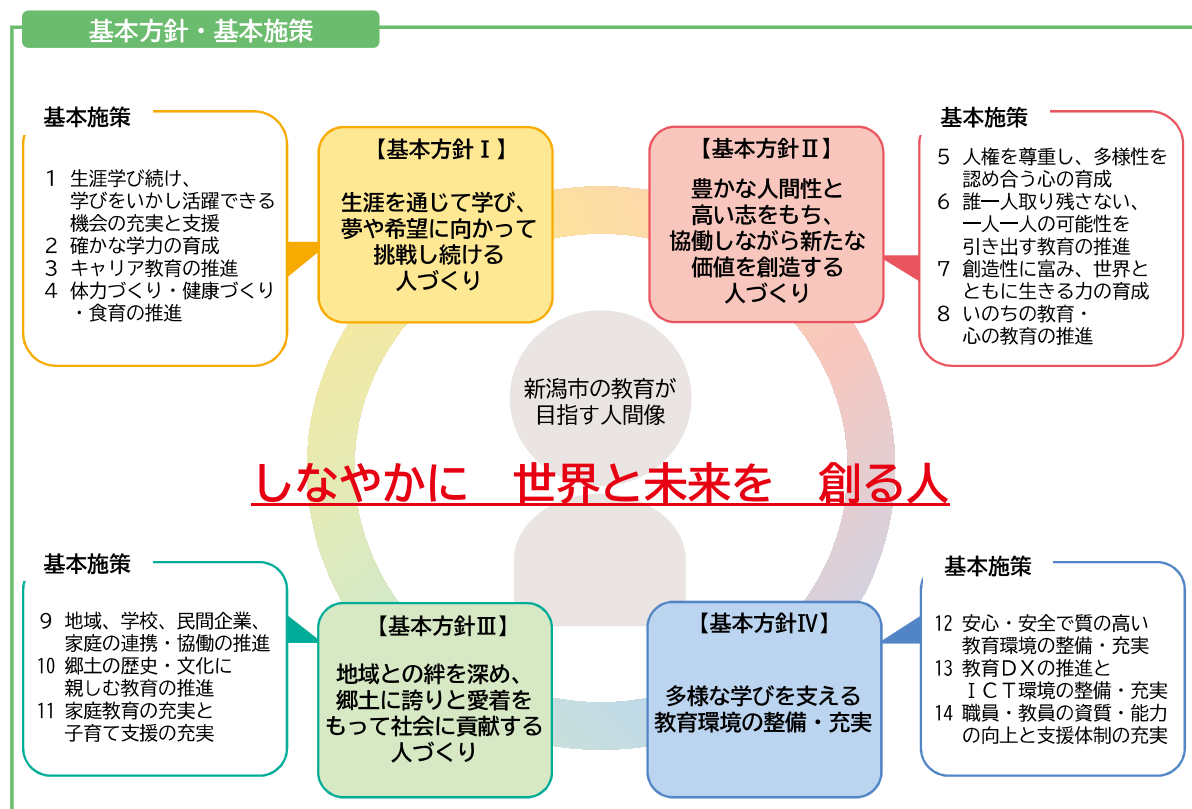 基本方針・基本施策
基本施策
1 生涯学び続け、
学びをいかし活躍できる
機会の充実と支援
2 確かな学力の育成
3 キャリア教育の推進
4 体力づくり・健康づくり
・食育の推進
【基本方針Ⅰ】
生涯を通じて学び、
夢や希望に向かって
挑戦し続ける
人づくり
【基本方針Ⅱ】
豊かな人間性と
高い志をもち、
協働しながら新たな
価値を創造する
人づくり
基本施策
5 人権を尊重し、多様性を
認め合う心の育成
6 誰一人取り残さない、
一人一人の可能性を
引き出す教育の推進
7 創造性に富み、世界と
ともに生きる力の育成
8 いのちの教育・
心の教育の推進
新潟市の教育が
目指す人間像
しなやかに　世界と未来を　創る人
基本施策
9 地域、学校、民間企業、
家庭の連携・協働の推進
10 郷土の歴史・文化に
親しむ教育の推進
11 家庭教育の充実と
子育て支援の充実
【基本方針Ⅲ】
地域との絆を深め、
郷土に誇りと愛着を
もって社会に貢献する
人づくり
【基本方針Ⅳ】
多様な学びを支える
教育環境の整備・充実
基本施策
12 安心・安全で質の高い
教育環境の整備・充実
13 教育ＤＸの推進と
ＩＣＴ環境の整備・充実
14 職員・教員の資質・能力
の向上と支援体制の充実